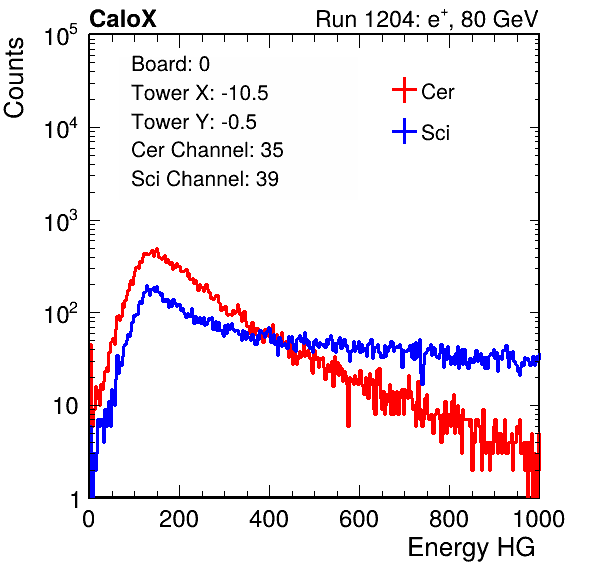 CaloX Run 1204: e⁺, 80 GeV
Counts
Board: 0
Tower X: -10.5
Tower Y: -0.5
Cer Channel: 35
Sci Channel: 39
Cer
Sci
10⁵
10⁴
10³
10²
10
1
0 200 400 600 800 1000
Energy HG